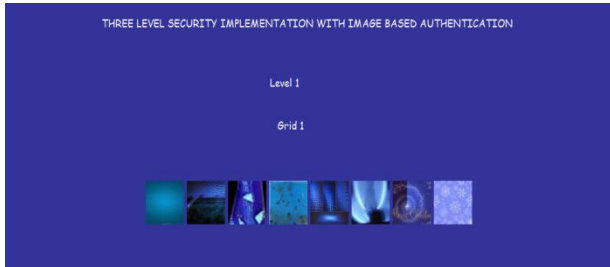 THREE LEVEL SECURITY IMPLEMENTATION WITH IMAGE BASED AUTHENTICATION
Level 1
Grid 1